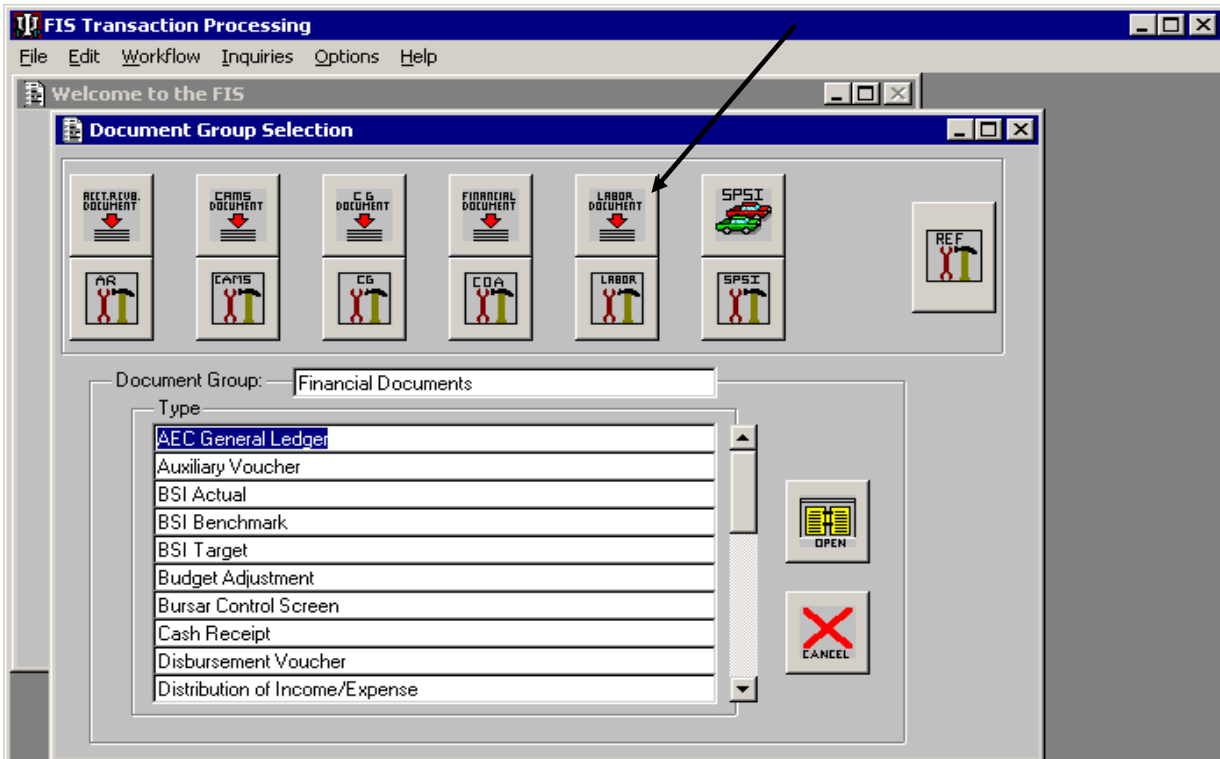 FIS Transaction Processing
File Edit Workflow Inquiries Options Help
Welcome to the FIS
Document Group Selection
ACCT.RCVB. DOCUMENT
CAMS DOCUMENT
C G DOCUMENT
FINANCIAL DOCUMENT
LABOR DOCUMENT
SPSI
REF
AR
CAMS
CG
COA
LABOR
SPSI
Document Group: Financial Documents
Type
AEC General Ledger
Auxiliary Voucher
BSI Actual
BSI Benchmark
BSI Target
Budget Adjustment
Bursar Control Screen
Cash Receipt
Disbursement Voucher
Distribution of Income/Expense
OPEN
CANCEL